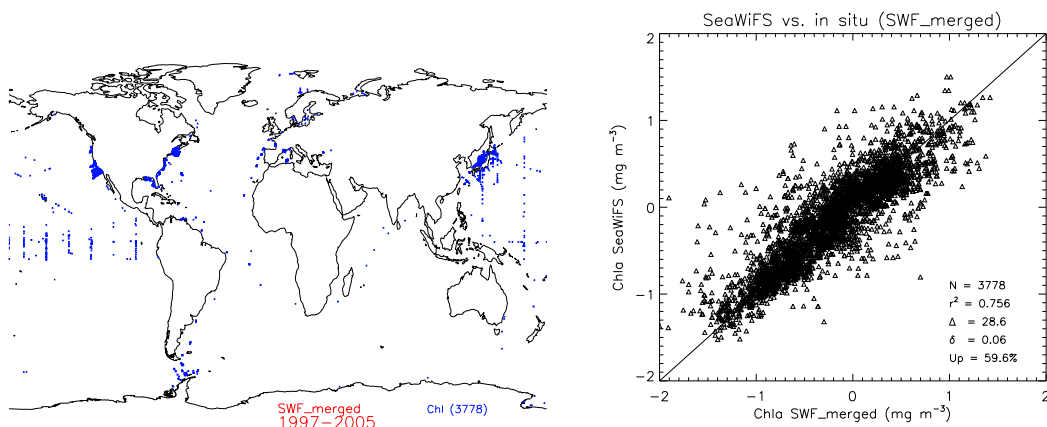 SWF_merged
1997-2005
Chl (3778)
SeaWiFS vs. in situ (SWF_merged)
2
1
0
-1
-2
Chla SeaWiFS (mg m⁻³)
N = 3778
r² = 0.756
Δ = 28.6
δ = 0.06
Up = 59.6%
-2 -1 0 1 2
Chla SWF_merged (mg m⁻³)